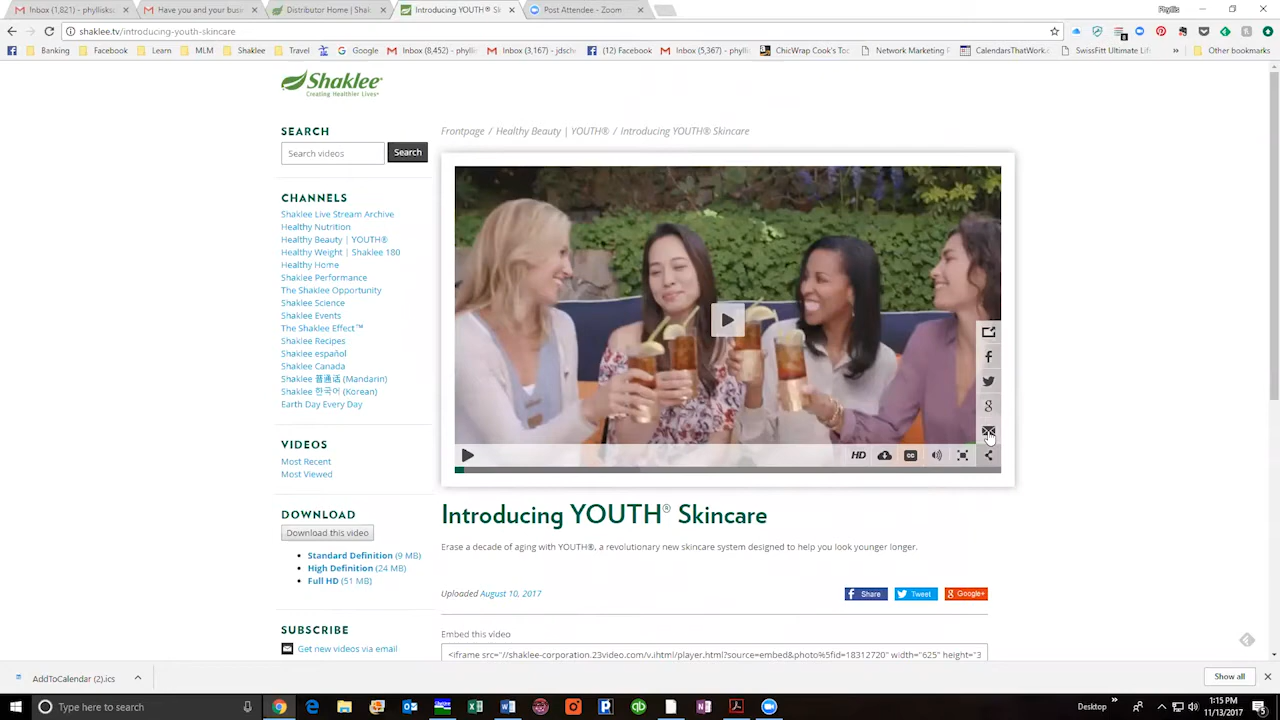 Inbox (1,821) - phyllisks
Have you and your busin
Distributor Home | Shak
Introducing YOUTH® Sk
Post Attendee - Zoom
Phyllis
shaklee.tv/introducing-youth-skincare
Banking
Facebook
Learn
MLM
Shaklee
Travel
Google
Inbox (8,452) - phylli
Inbox (3,167) - jdsche
(12) Facebook
Inbox (5,367) - phylli
ChicWrap Cook's Too
Network Marketing P
CalendarsThatWork.c
SwissFitt Ultimate Lif
Other bookmarks
Shaklee
Creating Healthier Lives
SEARCH
Search videos
Search
CHANNELS
Shaklee Live Stream Archive
Healthy Nutrition
Healthy Beauty | YOUTH®
Healthy Weight | Shaklee 180
Healthy Home
Shaklee Performance
The Shaklee Opportunity
Shaklee Science
Shaklee Events
The Shaklee Effect™
Shaklee Recipes
Shaklee español
Shaklee Canada
Shaklee 普通话 (Mandarin)
Shaklee 한국어 (Korean)
Earth Day Every Day
VIDEOS
Most Recent
Most Viewed
DOWNLOAD
Download this video
Standard Definition (9 MB)
High Definition (24 MB)
Full HD (51 MB)
SUBSCRIBE
Get new videos via email
Frontpage / Healthy Beauty | YOUTH® / Introducing YOUTH® Skincare
HD
CC
Introducing YOUTH® Skincare
Erase a decade of aging with YOUTH®, a revolutionary new skincare system designed to help you look younger longer.
Uploaded August 10, 2017
Share
Tweet
Google+
Embed this video
<iframe src="//shaklee-corporation.23video.com/v.ihtml/player.html?source=embed&photo%5fid=18312720" width="625" height="3
AddToCalendar (2).ics
Show all
Type here to search
Desktop
1:15 PM
11/13/2017